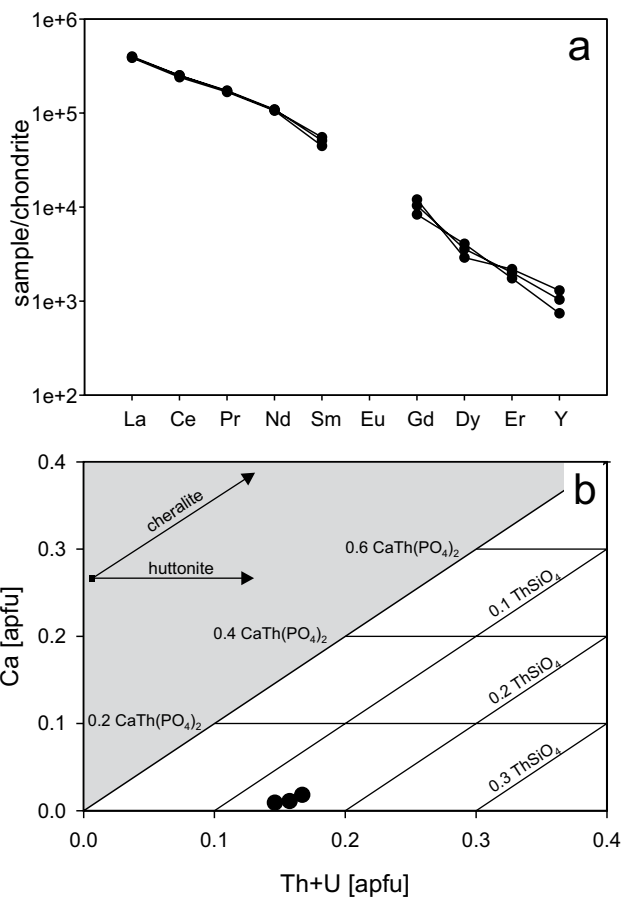 a
1e+6
1e+5
1e+4
1e+3
1e+2
sample/chondrite
La Ce Pr Nd Sm Eu Gd Dy Er Y
b
0.4
0.3
0.2
0.1
0.0
Ca [apfu]
cheralite
huttonite
0.6 CaTh(PO₄)₂
0.4 CaTh(PO₄)₂
0.2 CaTh(PO₄)₂
0.1 ThSiO₄
0.2 ThSiO₄
0.3 ThSiO₄
0.0 0.1 0.2 0.3 0.4
Th+U [apfu]